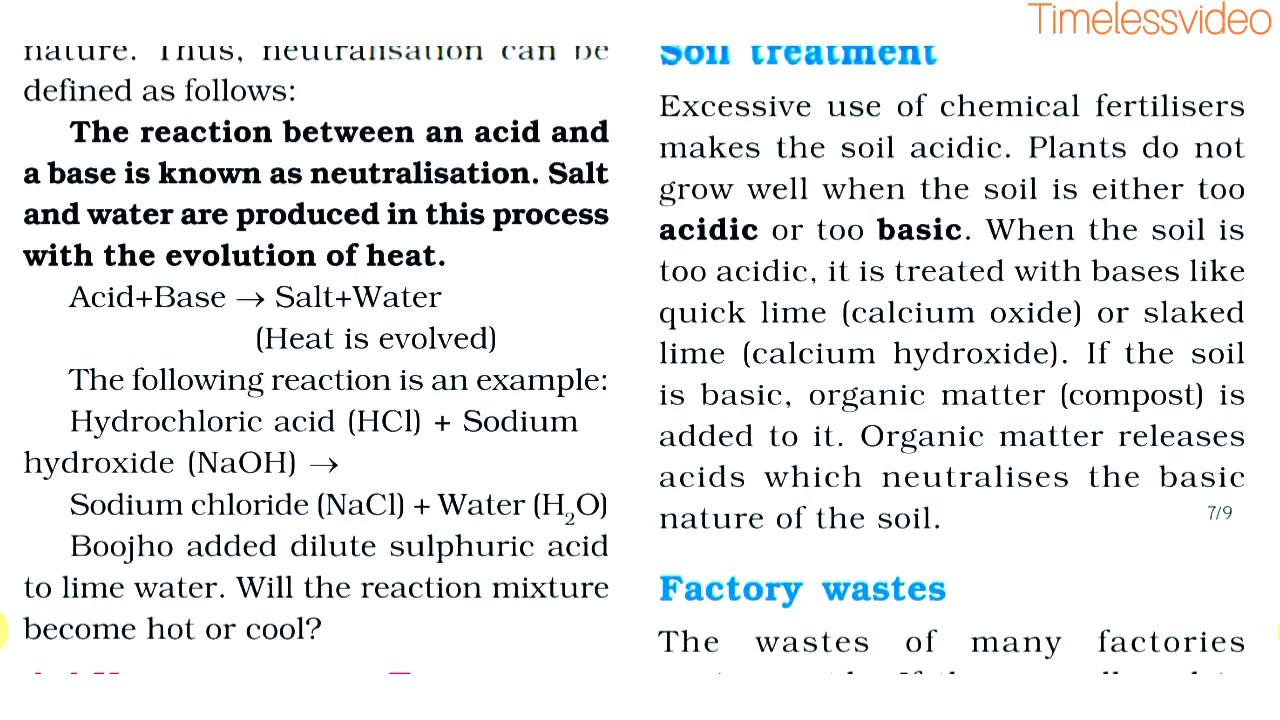 Timelessvideo
nature. Thus, neutralisation can be
defined as follows:
The reaction between an acid and
a base is known as neutralisation. Salt
and water are produced in this process
with the evolution of heat.
Acid+Base → Salt+Water
(Heat is evolved)
The following reaction is an example:
Hydrochloric acid (HCl) + Sodium
hydroxide (NaOH) →
Sodium chloride (NaCl) + Water (H₂O)
Boojho added dilute sulphuric acid
to lime water. Will the reaction mixture
become hot or cool?
Soil treatment
Excessive use of chemical fertilisers
makes the soil acidic. Plants do not
grow well when the soil is either too
acidic or too basic. When the soil is
too acidic, it is treated with bases like
quick lime (calcium oxide) or slaked
lime (calcium hydroxide). If the soil
is basic, organic matter (compost) is
added to it. Organic matter releases
acids which neutralises the basic
nature of the soil.
7/9
Factory wastes
The wastes of many factories